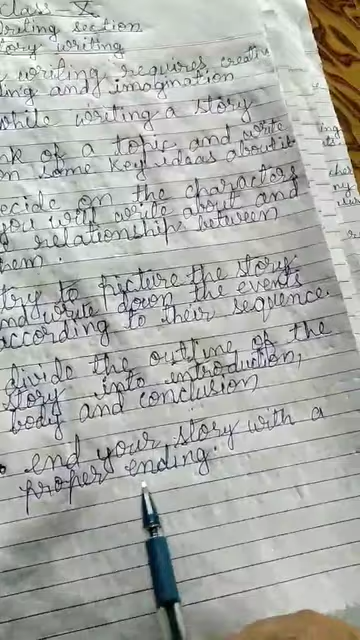 Class X
Writing section
Story writing
writing requires creative
and imagination
while writing a story
of a topic and write
some key ideas about it
decide on the characters
you will write about and
relationships between
them.
try to picture the story
and write down the events
according to their sequence.
divide the outline of the
story into introduction,
body and conclusion
• end your story with a
proper ending.